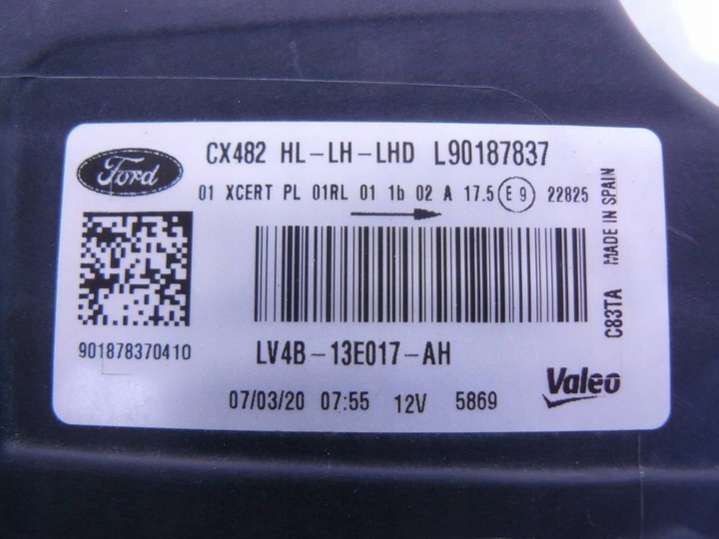 Ford
CX482 HL-LH-LHD L90187837
01 XCERT PL 01RL 01 1b 02 A 17.5 E9 22825
901878370410
LV4B-13E017-AH
07/03/20 07:55 12V 5869
Valeo
C83TA MADE IN SPAIN